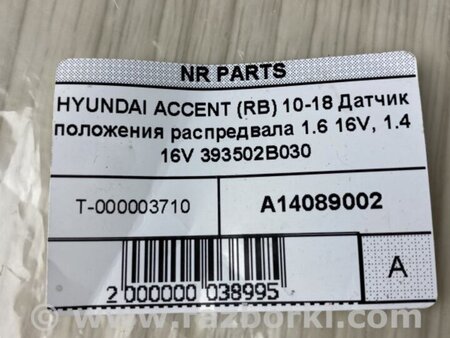 NR PARTS
HYUNDAI ACCENT (RB) 10-18 Датчик
положения распредвала 1.6 16V, 1.4
16V 393502B030
T-000003710
A14089002
A
2 000000 038995
www.razborki.com